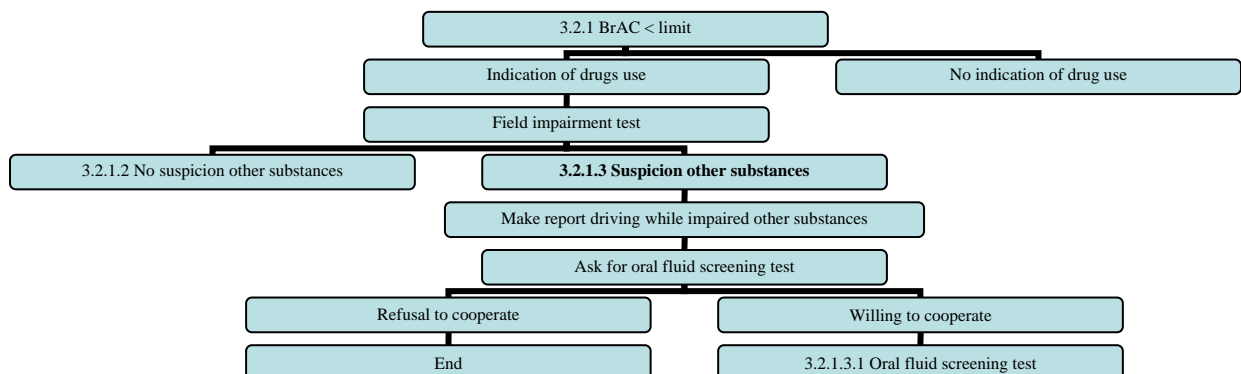 3.2.1 BrAC < limit
Indication of drugs use
No indication of drug use
Field impairment test
3.2.1.2 No suspicion other substances
3.2.1.3 Suspicion other substances
Make report driving while impaired other substances
Ask for oral fluid screening test
Refusal to cooperate
Willing to cooperate
End
3.2.1.3.1 Oral fluid screening test